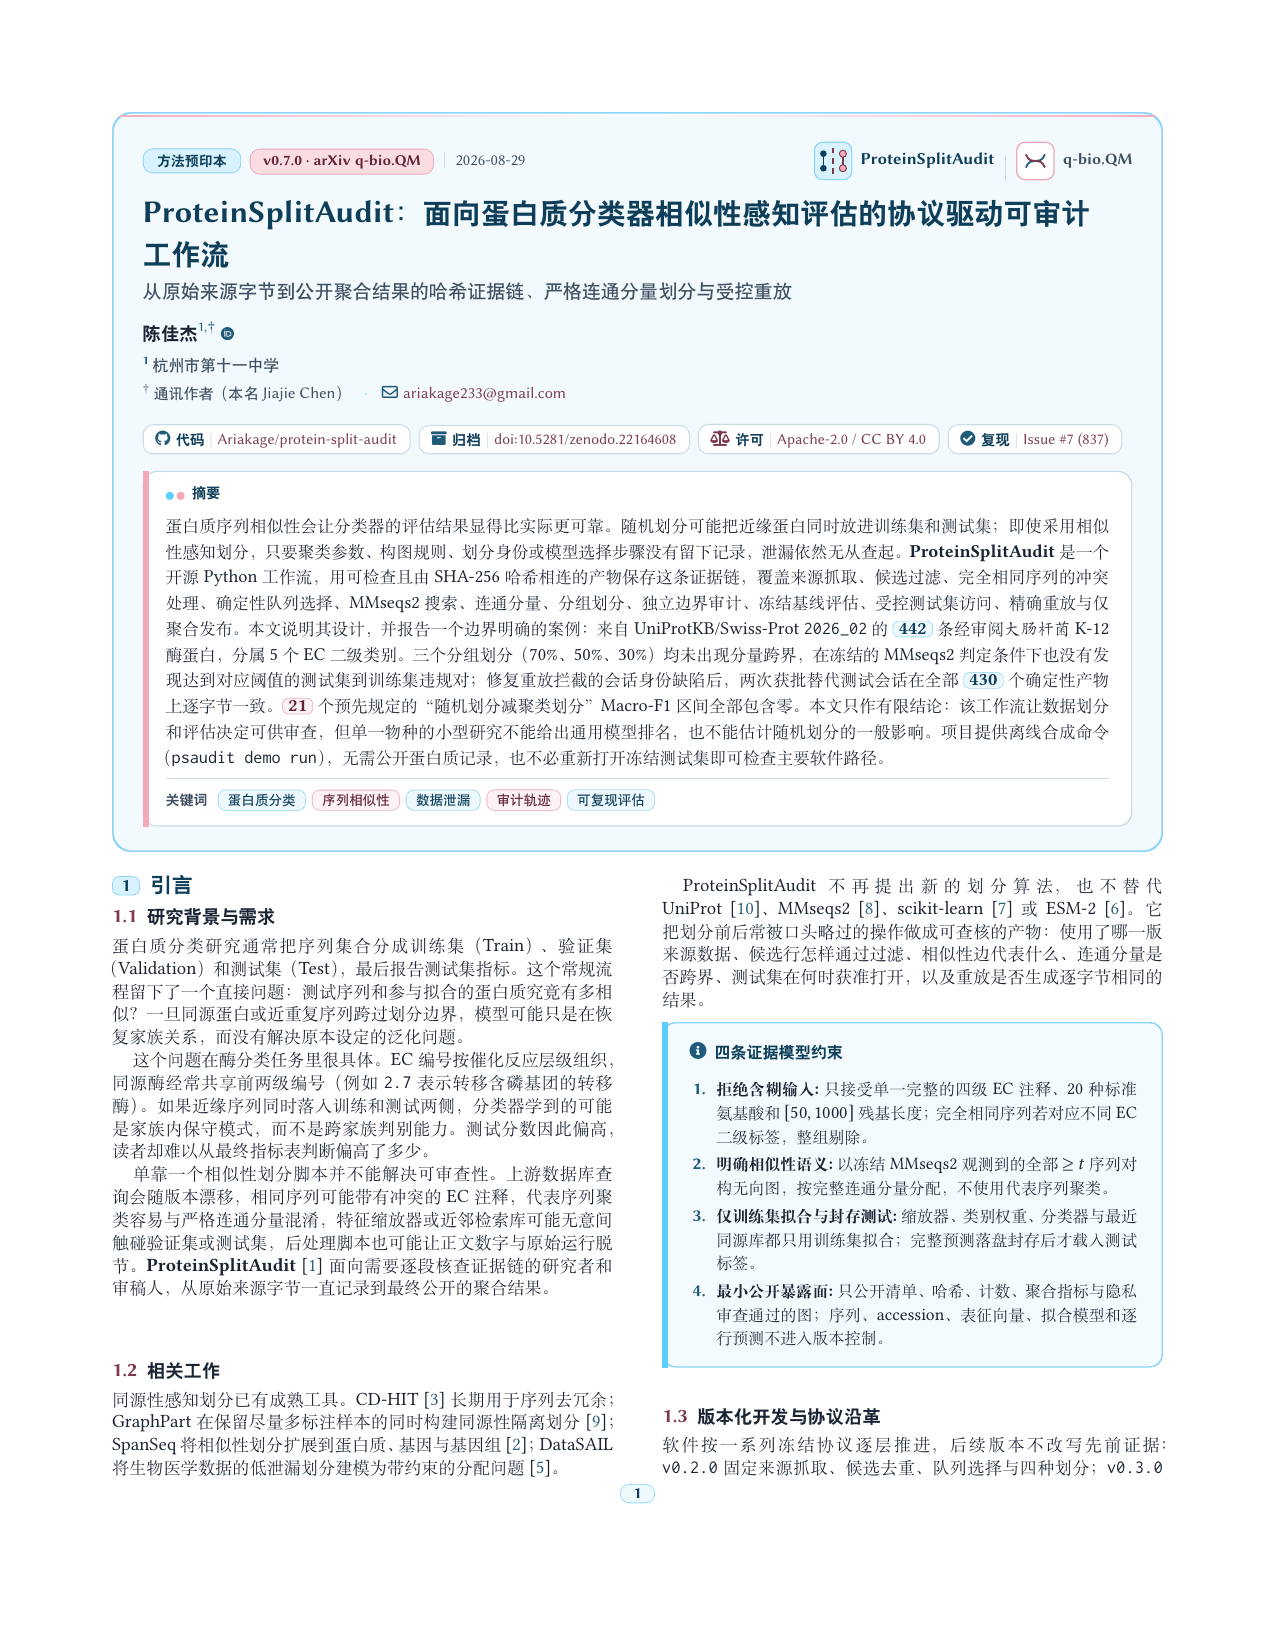 方法预印本 v0.7.0 · arXiv q-bio.QM 2026-08-29 ProteinSplitAudit q-bio.QM
ProteinSplitAudit：面向蛋白质分类器相似性感知评估的协议驱动可审计
工作流
从原始来源字节到公开聚合结果的哈希证据链、严格连通分量划分与受控重放
陈佳杰1,†
1 杭州市第十一中学
† 通讯作者（本名 Jiajie Chen） · ariakage233@gmail.com
代码 Ariakage/protein-split-audit 归档 doi:10.5281/zenodo.22164608 许可 Apache-2.0 / CC BY 4.0 复现 Issue #7 (837)
摘要
蛋白质序列相似性会让分类器的评估结果显得比实际更可靠。随机划分可能把近缘蛋白同时放进训练集和测试集；即使采用相似
性感知划分，只要聚类参数、构图规则、划分身份或模型选择步骤没有留下记录，泄漏依然无从查起。ProteinSplitAudit 是一个
开源 Python 工作流，用可检查且由 SHA-256 哈希相连的产物保存这条证据链，覆盖来源抓取、候选过滤、完全相同序列的冲突
处理、确定性队列选择、MMseqs2 搜索、连通分量、分组划分、独立边界审计、冻结基线评估、受控测试集访问、精确重放与仅
聚合发布。本文说明其设计，并报告一个边界明确的案例：来自 UniProtKB/Swiss-Prot 2026_02 的 442 条经审阅大肠杆菌 K-12
酶蛋白，分属 5 个 EC 二级类别。三个分组划分（70%、50%、30%）均未出现分量跨界，在冻结的 MMseqs2 判定条件下也没有发
现达到对应阈值的测试集到训练集违规对；修复重放拦截的会话身份缺陷后，两次获批替代测试会话在全部 430 个确定性产物
上逐字节一致。21 个预先规定的“随机划分减聚类划分”Macro-F1 区间全部包含零。本文只作有限结论：该工作流让数据划分
和评估决定可供审查，但单一物种的小型研究不能给出通用模型排名，也不能估计随机划分的一般影响。项目提供离线合成命令
（psaudit demo run），无需公开蛋白质记录，也不必重新打开冻结测试集即可检查主要软件路径。
关键词 蛋白质分类 序列相似性 数据泄漏 审计轨迹 可复现评估
1 引言
1.1 研究背景与需求
蛋白质分类研究通常把序列集合分成训练集（Train）、验证集
（Validation）和测试集（Test），最后报告测试集指标。这个常规流
程留下了一个直接问题：测试序列和参与拟合的蛋白质究竟有多相
似？一旦同源蛋白或近重复序列跨过划分边界，模型可能只是在恢
复家族关系，而没有解决原本设定的泛化问题。
这个问题在酶分类任务里很具体。EC 编号按催化反应层级组织，
同源酶经常共享前两级编号（例如 2.7 表示转移含磷基团的转移
酶）。如果近缘序列同时落入训练和测试两侧，分类器学到的可能
是家族内保守模式，而不是跨家族判别能力。测试分数因此偏高，
读者却难以从最终指标表判断偏高了多少。
单靠一个相似性划分脚本并不能解决可审查性。上游数据库查
询会随版本漂移，相同序列可能带有冲突的 EC 注释，代表序列聚
类容易与严格连通分量混淆，特征缩放器或近邻检索库可能无意间
触碰验证集或测试集，后处理脚本也可能让正文数字与原始运行脱
节。ProteinSplitAudit [1] 面向需要逐段核查证据链的研究者和
审稿人，从原始来源字节一直记录到最终公开的聚合结果。
1.2 相关工作
同源性感知划分已有成熟工具。CD-HIT [3] 长期用于序列去冗余；
GraphPart 在保留尽量多标注样本的同时构建同源性隔离划分 [9]；
SpanSeq 将相似性划分扩展到蛋白质、基因与基因组 [2]；DataSAIL
将生物医学数据的低泄漏划分建模为带约束的分配问题 [5]。
ProteinSplitAudit 不再提出新的划分算法，也不替代
UniProt [10]、MMseqs2 [8]、scikit-learn [7] 或 ESM-2 [6]。它
把划分前后常被口头略过的操作做成可查核的产物：使用了哪一版
来源数据、候选行怎样通过过滤、相似性边代表什么、连通分量是
否跨界、测试集在何时获准打开，以及重放是否生成逐字节相同的
结果。
四条证据模型约束
1. 拒绝含糊输入: 只接受单一完整的四级 EC 注释、20 种标准
氨基酸和 [50, 1000] 残基长度；完全相同序列若对应不同 EC
二级标签，整组剔除。
2. 明确相似性语义: 以冻结 MMseqs2 观测到的全部 ≥ t 序列对
构无向图，按完整连通分量分配，不使用代表序列聚类。
3. 仅训练集拟合与封存测试: 缩放器、类别权重、分类器与最近
同源库都只用训练集拟合；完整预测落盘封存后才载入测试
标签。
4. 最小公开暴露面: 只公开清单、哈希、计数、聚合指标与隐私
审查通过的图；序列、accession、表征向量、拟合模型和逐
行预测不进入版本控制。
1.3 版本化开发与协议沿革
软件按一系列冻结协议逐层推进，后续版本不改写先前证据：
v0.2.0 固定来源抓取、候选去重、队列选择与四种划分；v0.3.0
1